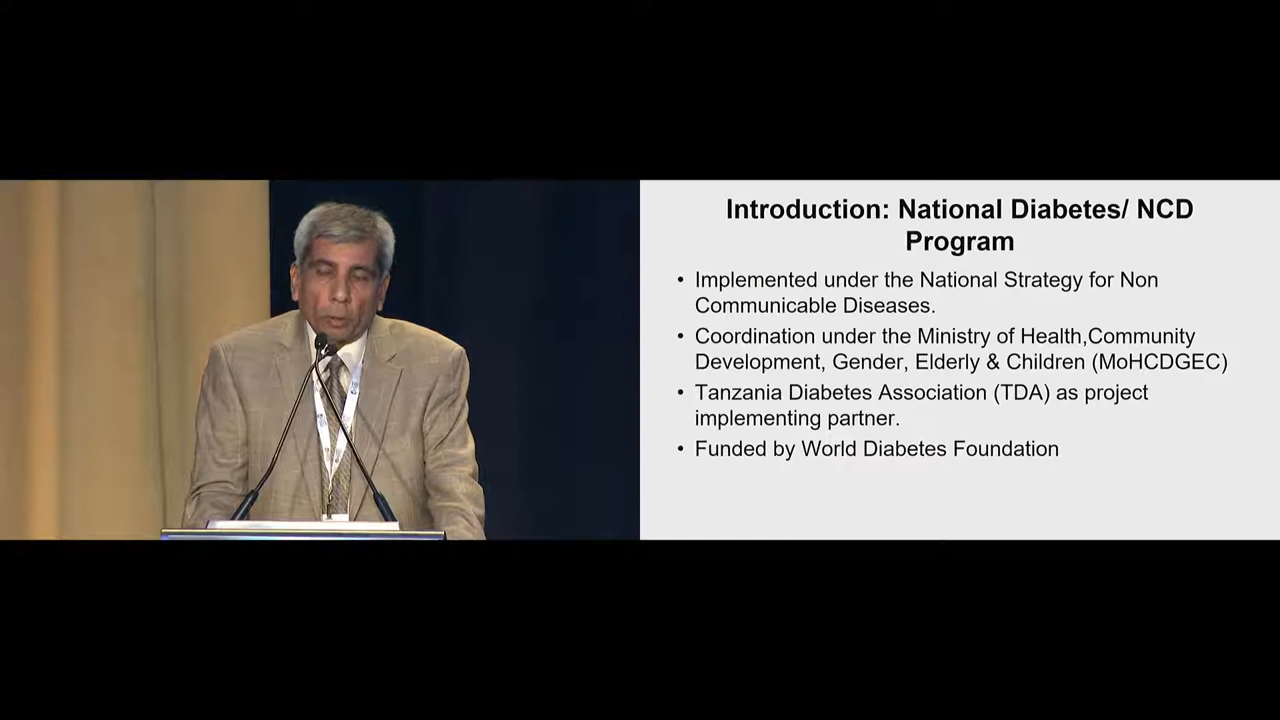 Introduction: National Diabetes/ NCD
Program
• Implemented under the National Strategy for Non
Communicable Diseases.
• Coordination under the Ministry of Health,Community
Development, Gender, Elderly & Children (MoHCDGEC)
• Tanzania Diabetes Association (TDA) as project
implementing partner.
• Funded by World Diabetes Foundation